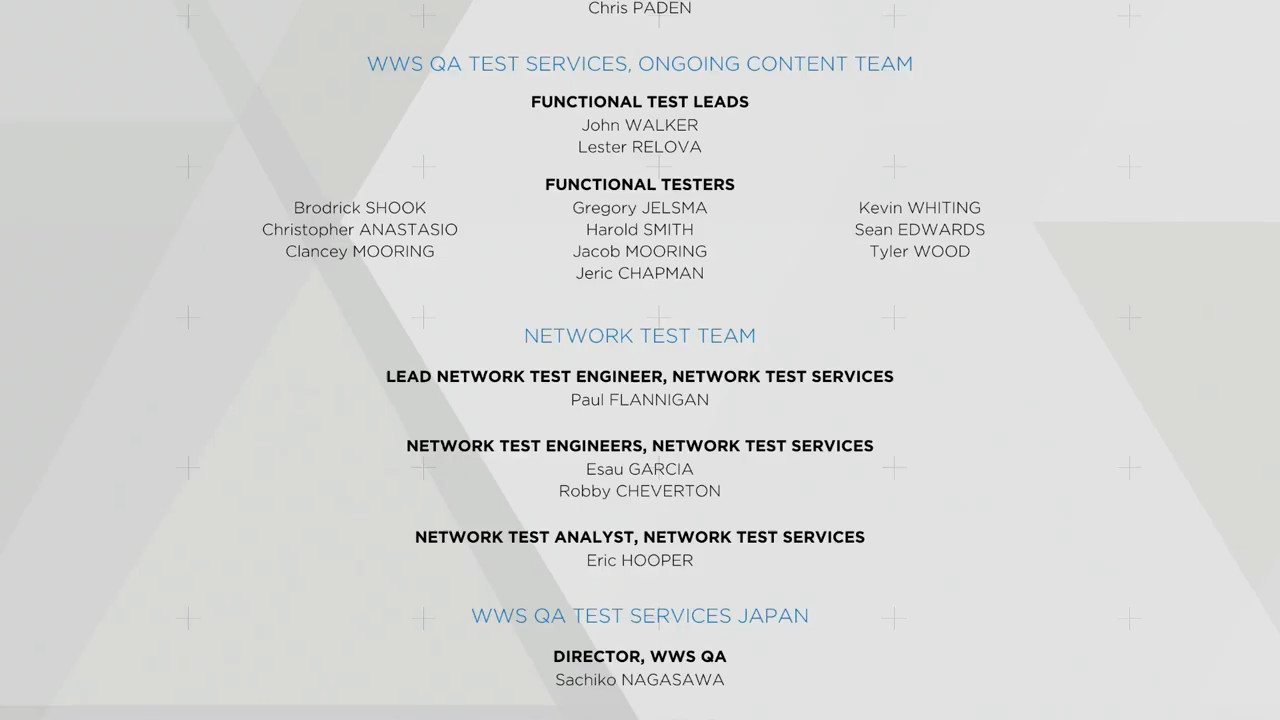 Chris PADEN
WWS QA TEST SERVICES, ONGOING CONTENT TEAM
FUNCTIONAL TEST LEADS
John WALKER
Lester RELOVA
FUNCTIONAL TESTERS
Brodrick SHOOK Gregory JELSMA Kevin WHITING
Christopher ANASTASIO Harold SMITH Sean EDWARDS
Clancey MOORING Jacob MOORING Tyler WOOD
Jeric CHAPMAN
NETWORK TEST TEAM
LEAD NETWORK TEST ENGINEER, NETWORK TEST SERVICES
Paul FLANNIGAN
NETWORK TEST ENGINEERS, NETWORK TEST SERVICES
Esau GARCIA
Robby CHEVERTON
NETWORK TEST ANALYST, NETWORK TEST SERVICES
Eric HOOPER
WWS QA TEST SERVICES JAPAN
DIRECTOR, WWS QA
Sachiko NAGASAWA